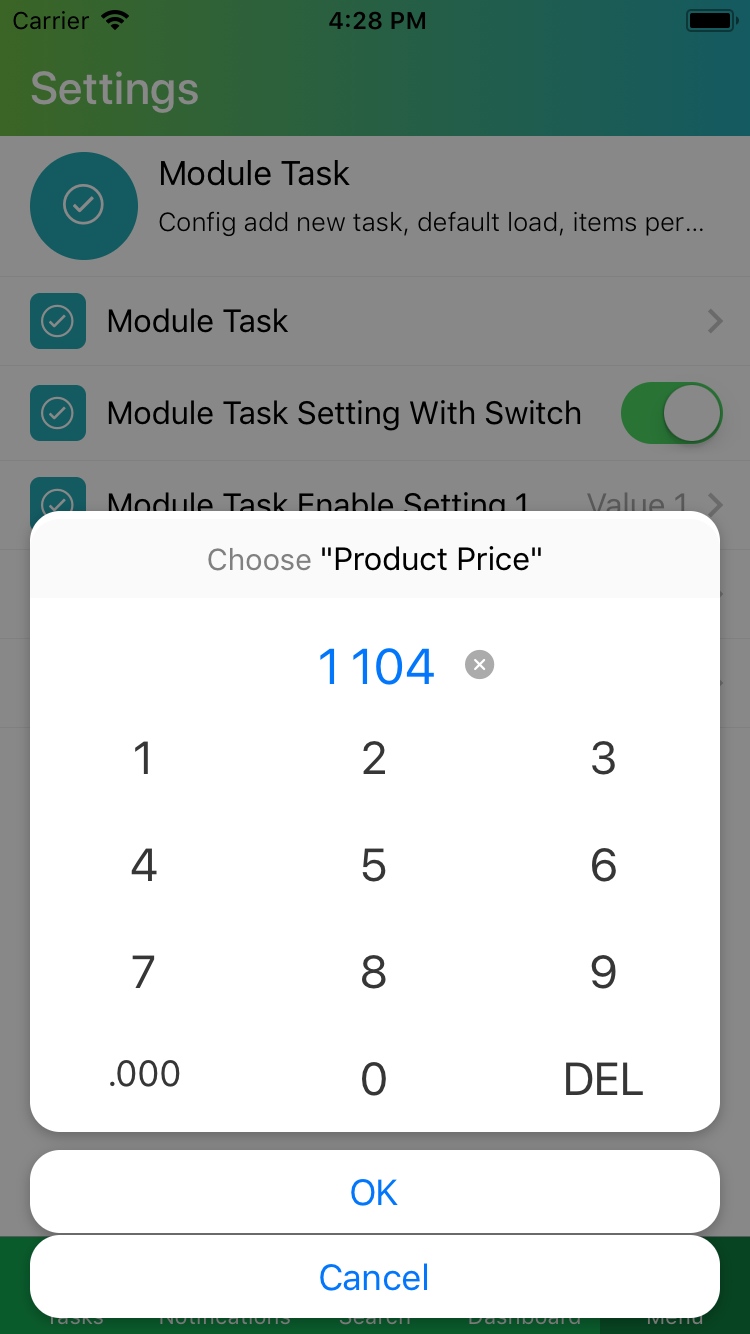 Carrier 4:28 PM
Settings
Module Task
Config add new task, default load, items per...
Module Task
Module Task Setting With Switch
Module Task Enable Setting 1 Value 1
Choose "Product Price"
1 104
1 2 3
4 5 6
7 8 9
.000 0 DEL
OK
Cancel
Tasks Notifications Search Dashboard Menu